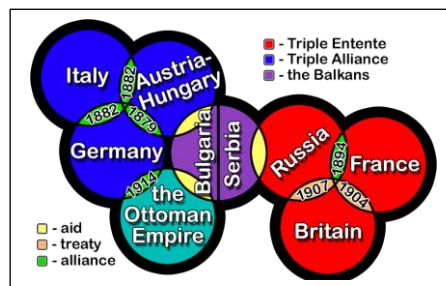 Italy
Austria-
Hungary
1882
1882
1879
Germany
1914
the
Ottoman
Empire
Bulgaria
Serbia
Russia
1894
France
1907
1904
Britain
- Triple Entente
- Triple Alliance
- the Balkans
- aid
- treaty
- alliance